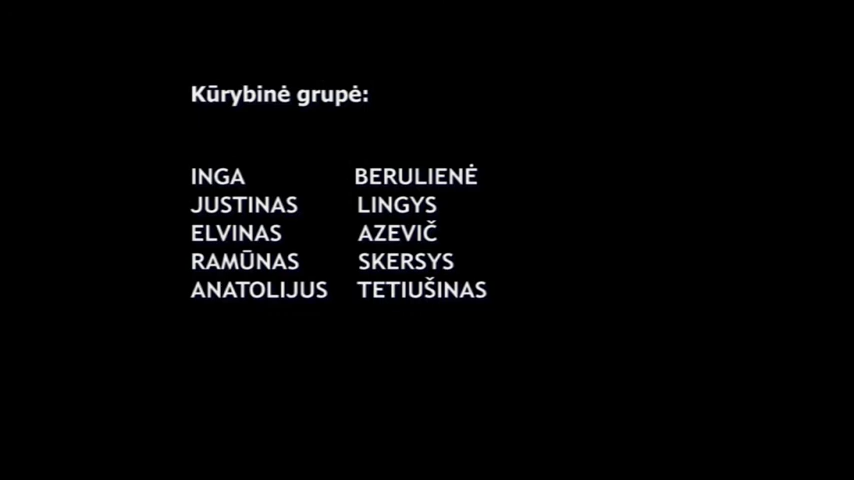 Kūrybinė grupė:
INGA BERULIENĖ
JUSTINAS LINGYS
ELVINAS AZEVIČ
RAMŪNAS SKERSYS
ANATOLIJUS TETIUŠINAS